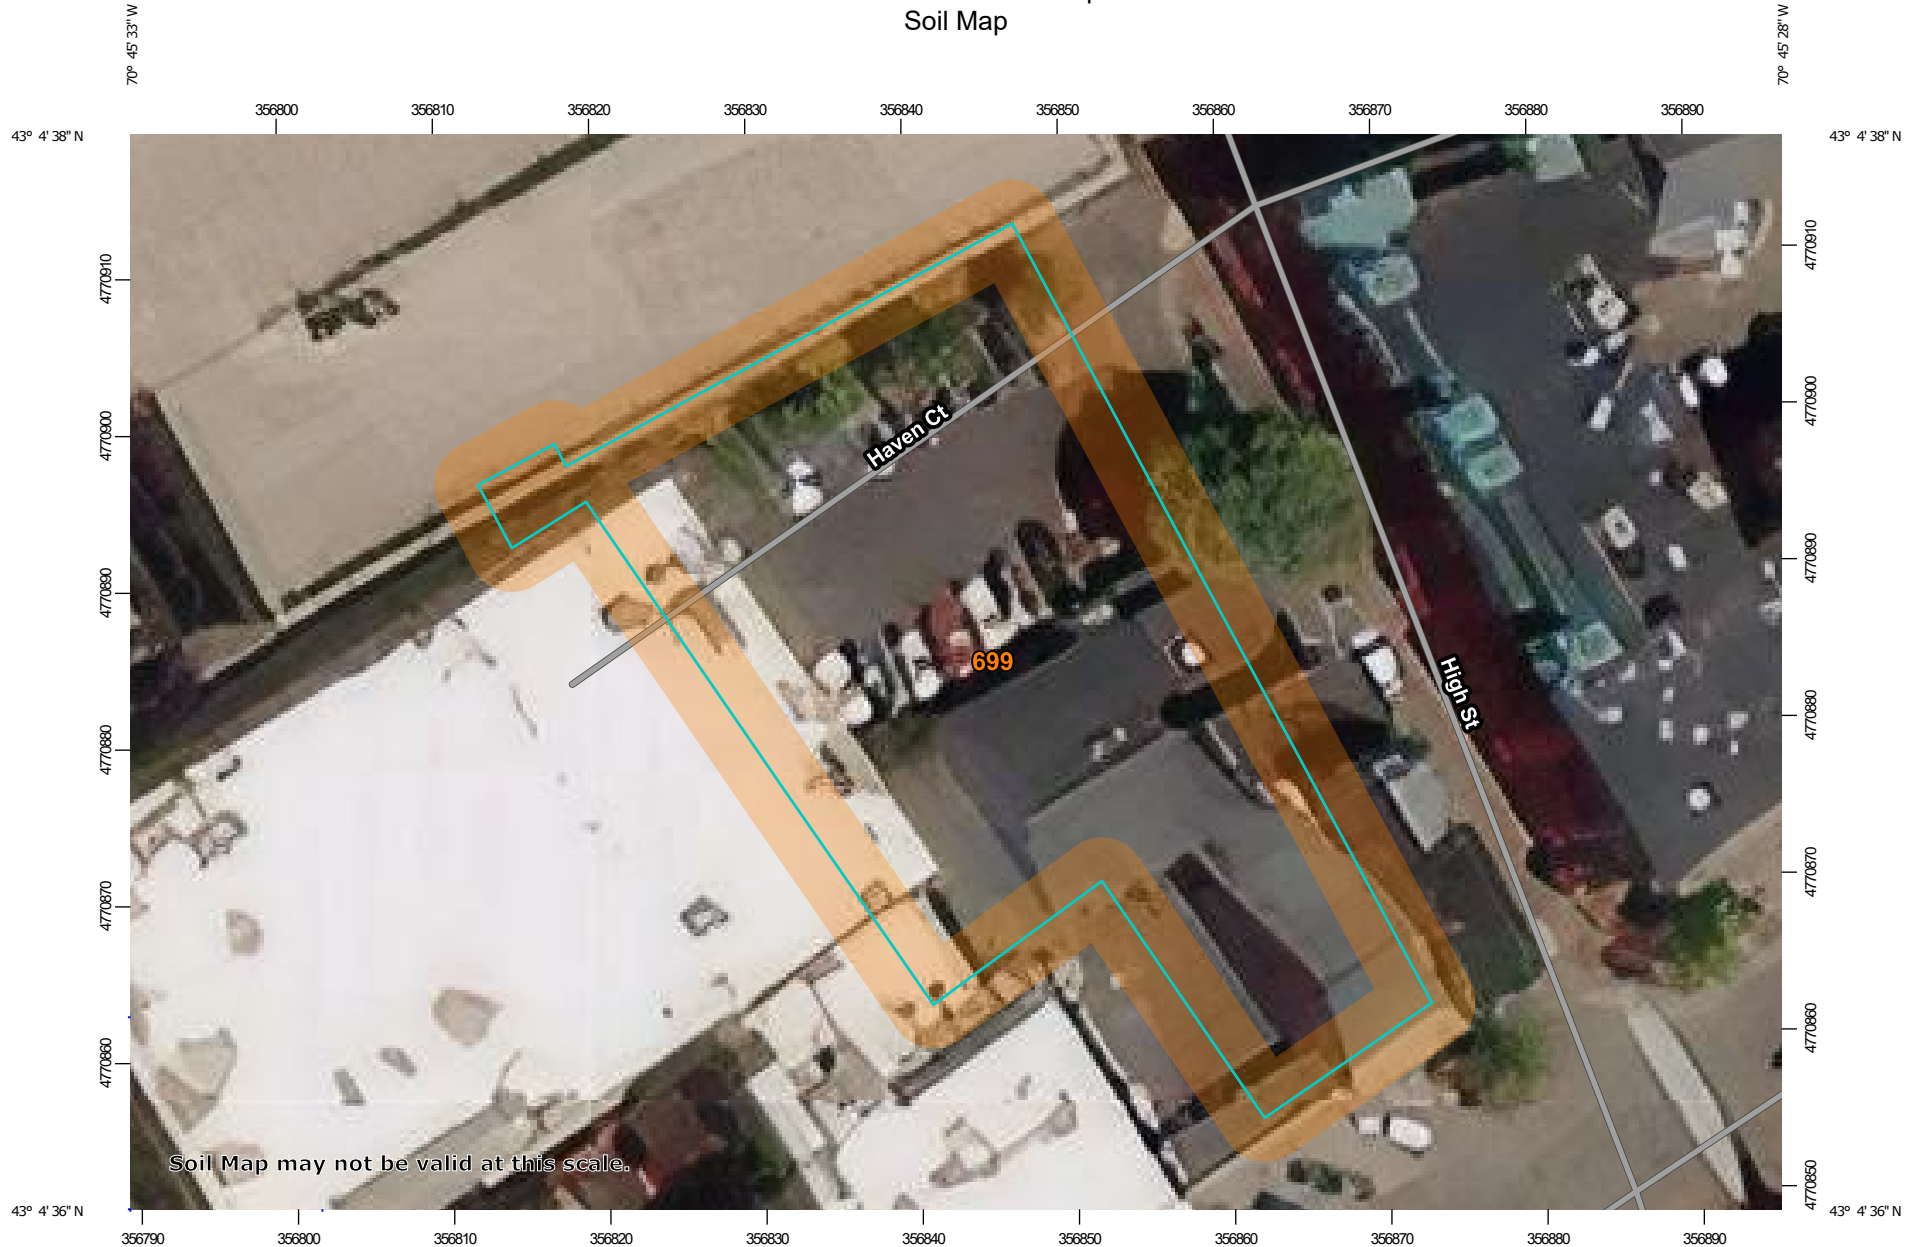 Soil Map
70° 45' 33'' W
70° 45' 28'' W
356800 356810 356820 356830 356840 356850 356860 356870 356880 356890
43° 4' 38'' N
43° 4' 38'' N
4770910
4770900
4770890
4770880
4770870
4770860
Haven Ct
699
High St
4770910
4770900
4770890
4770880
4770870
4770860
4770850
Soil Map may not be valid at this scale.
43° 4' 36'' N
43° 4' 36'' N
356790 356800 356810 356820 356830 356840 356850 356860 356870 356880 356890